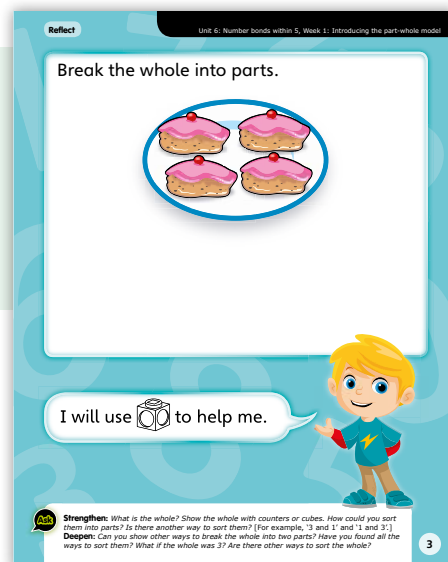 Reflect
Unit 6: Number bonds within 5, Week 1: Introducing the part-whole model
Break the whole into parts.
I will use to help me.
Ask
Strengthen: What is the whole? Show the whole with counters or cubes. How could you sort
them into parts? Is there another way to sort them? [For example, ‘3 and 1’ and ‘1 and 3’.]
Deepen: Can you show other ways to break the whole into two parts? Have you found all the
ways to sort them? What if the whole was 3? Are there other ways to sort the whole?
3